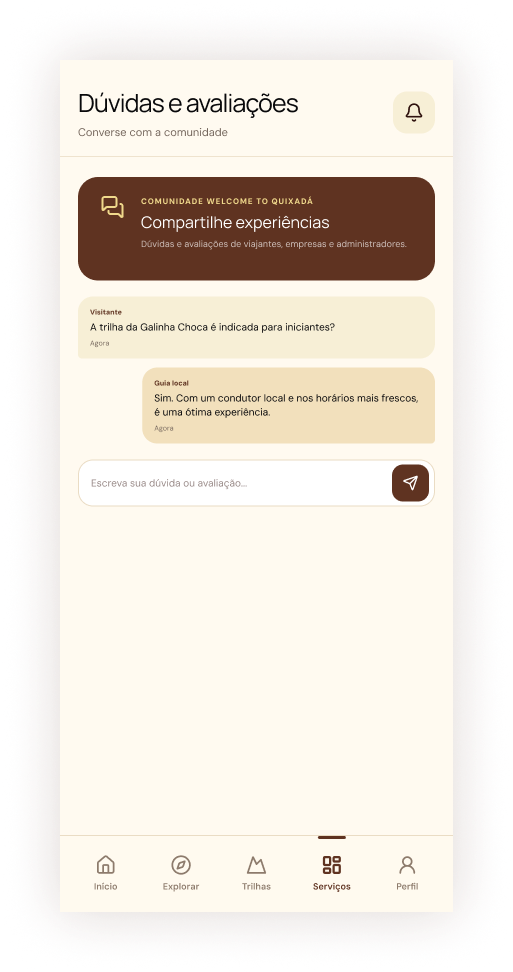 Dúvidas e avaliações
Converse com a comunidade
COMUNIDADE WELCOME TO QUIXADÁ
Compartilhe experiências
Dúvidas e avaliações de viajantes, empresas e administradores.
Visitante
A trilha da Galinha Choca é indicada para iniciantes?
Agora
Guia local
Sim. Com um condutor local e nos horários mais frescos,
é uma ótima experiência.
Agora
Escreva sua dúvida ou avaliação...
Início
Explorar
Trilhas
Serviços
Perfil